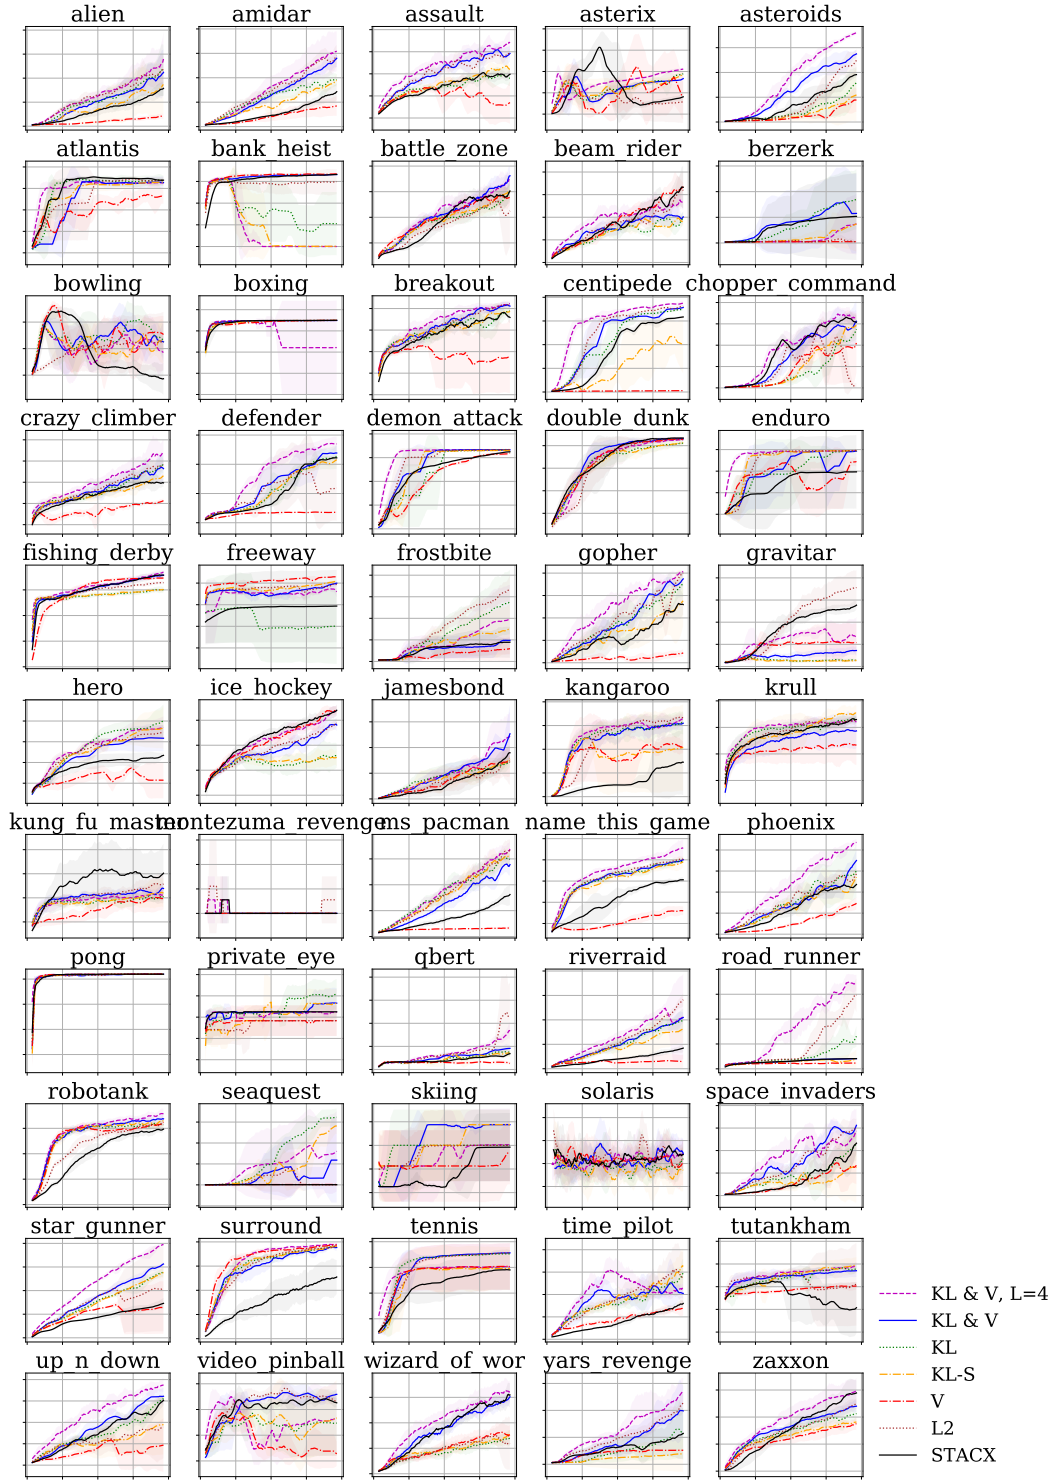 alien amidar assault asterix asteroids
atlantis bank_heist battle_zone beam_rider berzerk
bowling boxing breakout centipede chopper_command
crazy_climber defender demon_attack double_dunk enduro
fishing_derby freeway frostbite gopher gravitar
hero ice_hockey jamesbond kangaroo krull
kung_fu_master montezuma_revenge ms_pacman name_this_game phoenix
pong private_eye qbert riverraid road_runner
robotank seaquest skiing solaris space_invaders
star_gunner surround tennis time_pilot tutankham
up_n_down video_pinball wizard_of_wor yars_revenge zaxxon
KL & V, L=4
KL & V
KL
KL-S
V
L2
STACX